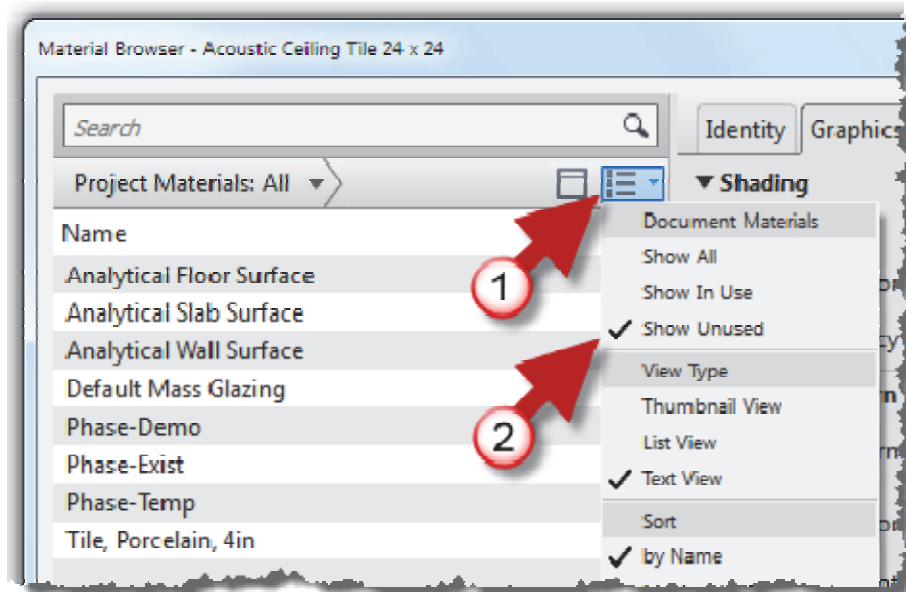 Material Browser - Acoustic Ceiling Tile 24 x 24
Search
Project Materials: All
Name
Analytical Floor Surface
Analytical Slab Surface
Analytical Wall Surface
Default Mass Glazing
Phase-Demo
Phase-Exist
Phase-Temp
Tile, Porcelain, 4in
Identity
Graphics
Shading
1
2
Document Materials
Show All
Show In Use
Show Unused
View Type
Thumbnail View
List View
Text View
Sort
by Name